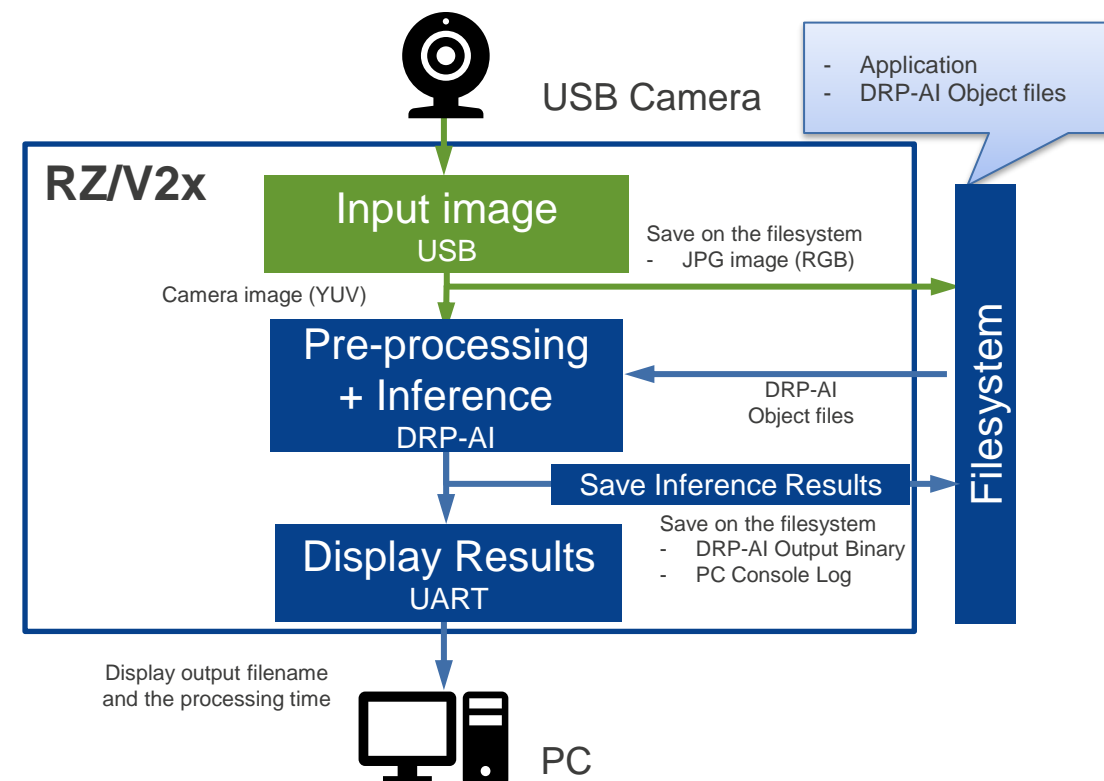 USB Camera
- Application
- DRP-AI Object files
RZ/V2x
Input image
USB
Save on the filesystem
- JPG image (RGB)
Camera image (YUV)
Pre-processing
+ Inference
DRP-AI
DRP-AI
Object files
Filesystem
Save Inference Results
Save on the filesystem
- DRP-AI Output Binary
- PC Console Log
Display Results
UART
Display output filename
and the processing time
PC